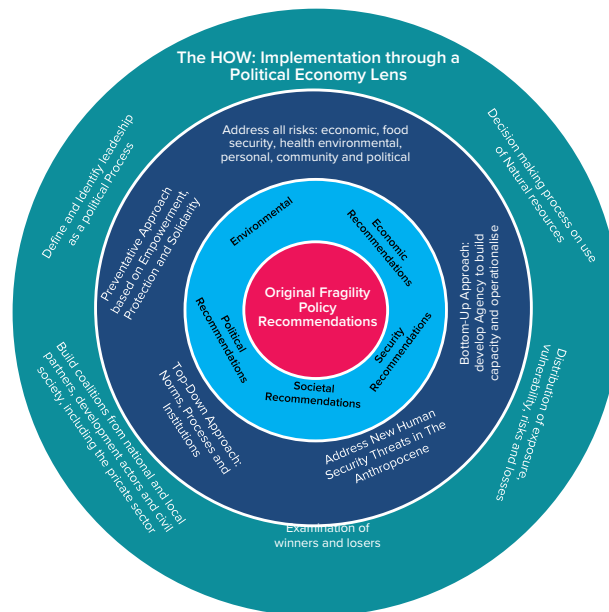 The HOW: Implementation through a
Political Economy Lens
Define and Identify leadeship
as a political Process
Decision making process on use
of Natural resources
Build coalitions from national and local
partners, development actors and civil
society, including the private sector
Distribution of exposure,
vulnerability, risks and losses
Examination of
winners and losers
Address all risks: economic, food
security, health environmental,
personal, community and political
Preventative Approach
based on Empowerment,
Protection and Solidarity
Bottom-Up Approach:
develop Agency to build
capacity and operationalise
Top-Down Approach:
Norms, Proceses and
Institutions
Address New Human
Security Threats in The
Anthropocene
Environmental
Economic
Recommendations
Political
Recommendations
Security
Recommendations
Societal
Recommendations
Original Fragility
Policy
Recommendations